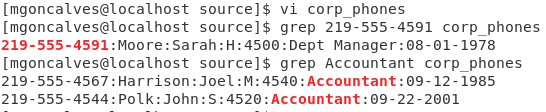 [mgoncalves@localhost source]$ vi corp_phones
[mgoncalves@localhost source]$ grep 219-555-4591 corp_phones
219-555-4591:Moore:Sarah:H:4500:Dept Manager:08-01-1978
[mgoncalves@localhost source]$ grep Accountant corp_phones
219-555-4567:Harrison:Joel:M:4540:Accountant:09-12-1985
219-555-4544:Polk:John:S:4520:Accountant:09-22-2001